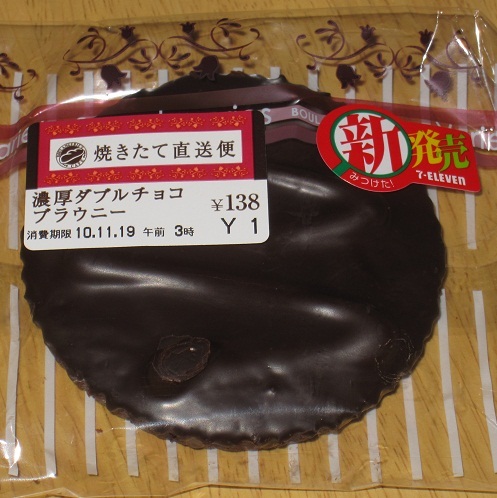 BOUL
焼きたて直送便
濃厚ダブルチョコ
ブラウニー
¥138
消費期限 10.11.19 午前 3時
Y 1
新発売
みつけた!
7-ELEVEN